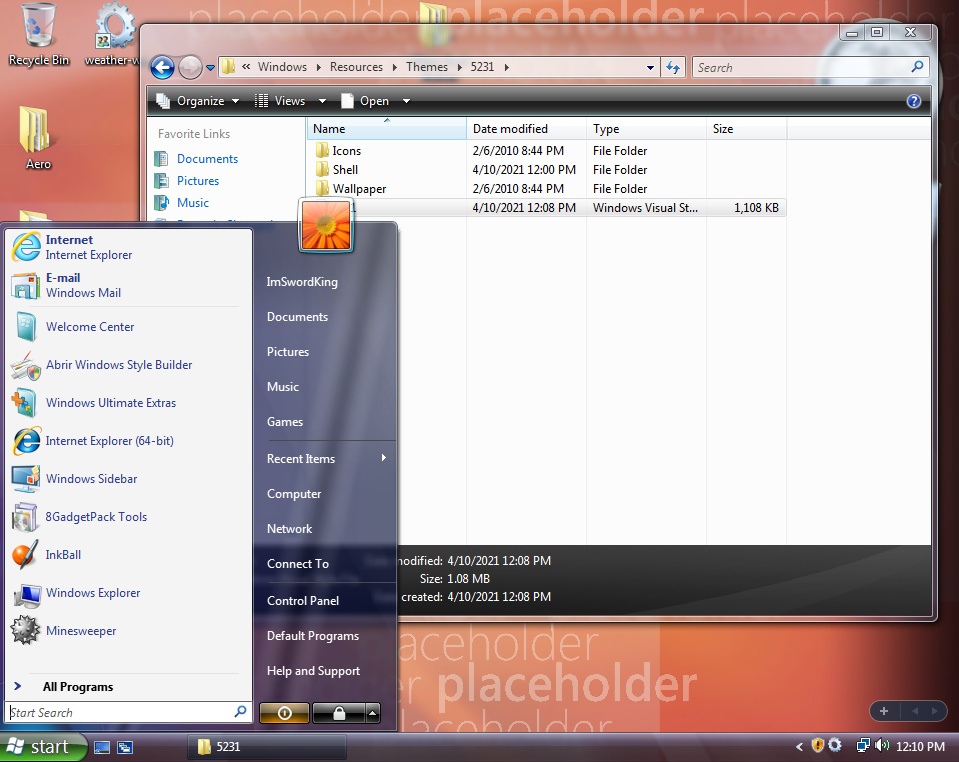 placeholder placeholder placeholder
Recycle Bin
weather-w
Aero
« Windows Resources Themes 5231
Search
Organize Views Open
Favorite Links
Documents
Pictures
Music
Name Date modified Type Size
Icons 2/6/2010 8:44 PM File Folder
Shell 4/10/2021 12:00 PM File Folder
Wallpaper 2/6/2010 8:44 PM File Folder
4/10/2021 12:08 PM Windows Visual St... 1,108 KB
modified: 4/10/2021 12:08 PM
Size: 1.08 MB
created: 4/10/2021 12:08 PM
Internet
Internet Explorer
E-mail
Windows Mail
Welcome Center
Abrir Windows Style Builder
Windows Ultimate Extras
Internet Explorer (64-bit)
Windows Sidebar
8GadgetPack Tools
InkBall
Windows Explorer
Minesweeper
All Programs
Start Search
ImSwordKing
Documents
Pictures
Music
Games
Recent Items
Computer
Network
Connect To
Control Panel
Default Programs
Help and Support
placeholder
placeholder
placeholder
start
5231
12:10 PM